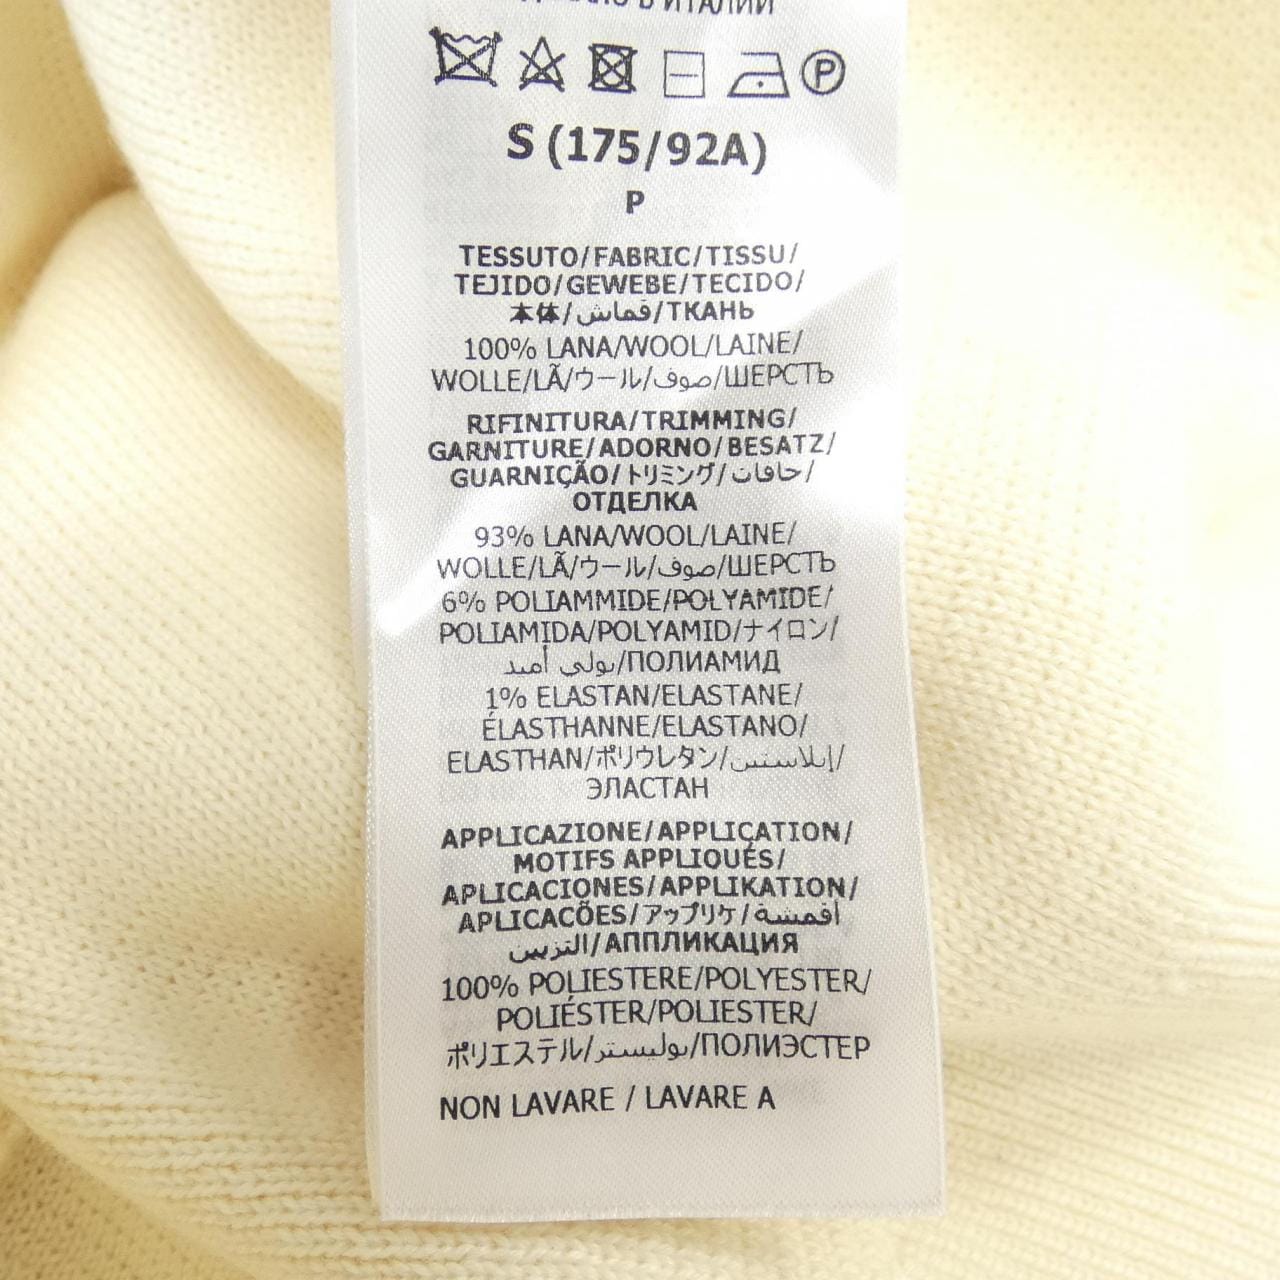 В ИТАЛИИ
P
S (175/92A)
P
TESSUTO/FABRIC/TISSU/
TEJIDO/GEWEBE/TECIDO/
本体/قماش/ТКАНЬ
100% LANA/WOOL/LAINE/
WOLLE/LÃ/ウール/صوف/ШЕРСТЬ
RIFINITURA/TRIMMING/
GARNITURE/ADORNO/BESATZ/
GUARNIÇÃO/トリミング/حافات/
ОТДЕЛКА
93% LANA/WOOL/LAINE/
WOLLE/LÃ/ウール/صوف/ШЕРСТЬ
6% POLIAMMIDE/POLYAMIDE/
POLIAMIDA/POLYAMID/ナイロン/
بولي أميد/ПОЛИАМИД
1% ELASTAN/ELASTANE/
ÉLASTHANNE/ELASTANO/
ELASTHAN/ポリウレタン/إيلاستين/
ЭЛАСТАН
APPLICAZIONE/APPLICATION/
MOTIFS APPLIQUÉS/
APLICACIONES/APPLIKATION/
APLICACÕES/アップリケ/أقمشة
التزيين/АППЛИКАЦИЯ
100% POLIESTERE/POLYESTER/
POLIÉSTER/POLIESTER/
ポリエステル/بوليستر/ПОЛИЭСТЕР
NON LAVARE / LAVARE A